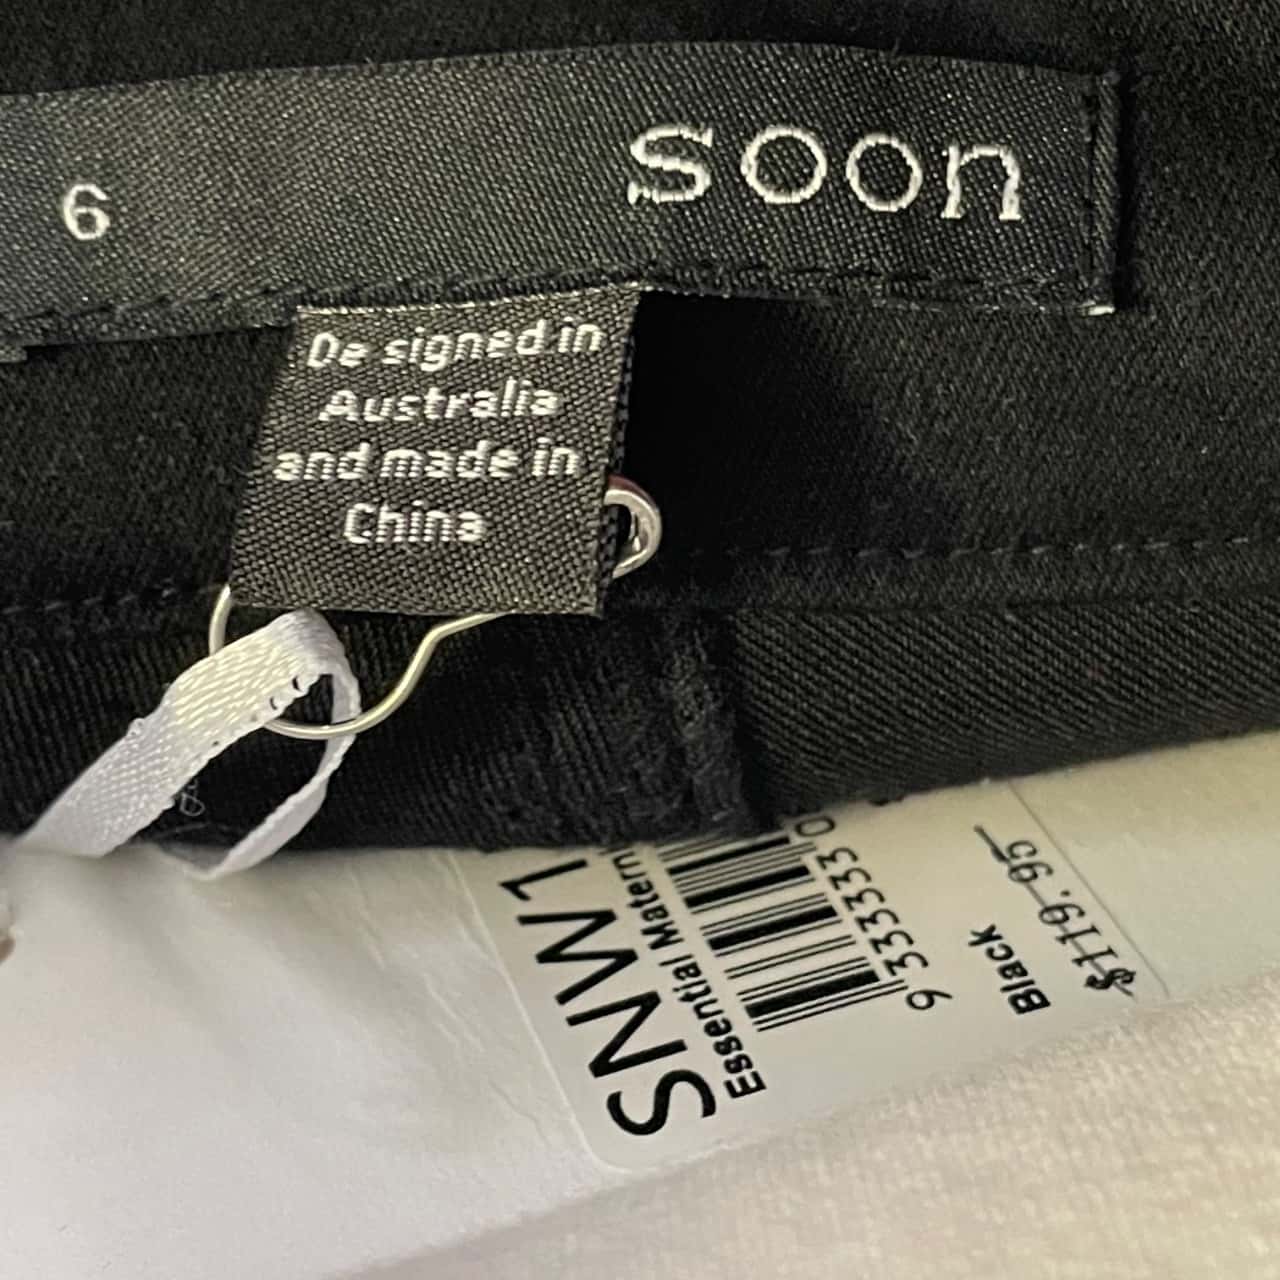 6
soon
De signed in
Australia
and made in
China
SNW1
Essential Matern
9 333333 0
Black
$119.95